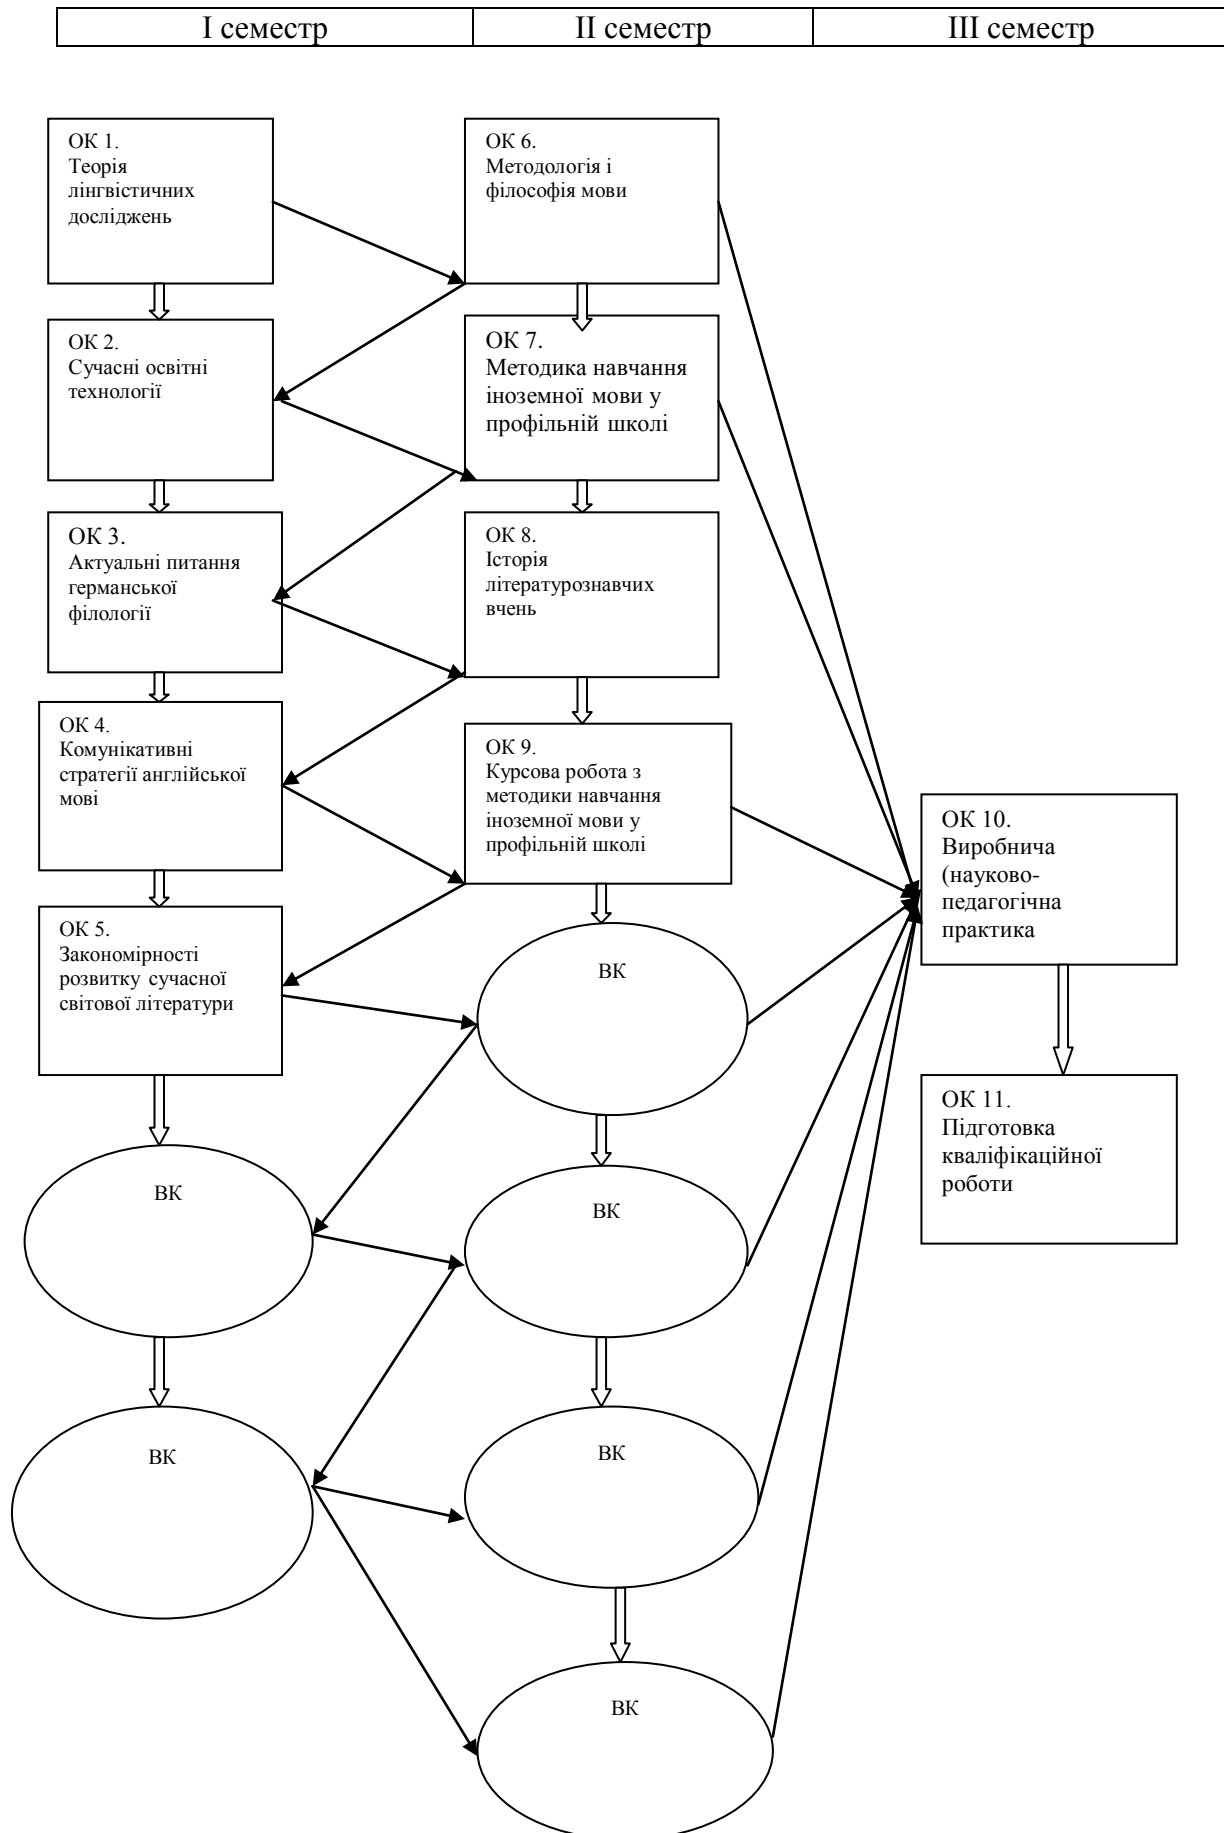 І семестр
ІІ семестр
ІІІ семестр
ОК 1.
Теорія
лінгвістичних
досліджень
ОК 2.
Сучасні освітні
технології
ОК 3.
Актуальні питання
германської
філології
ОК 4.
Комунікативні
стратегії англійської
мові
ОК 5.
Закономірності
розвитку сучасної
світової літератури
ВК
ВК
ОК 6.
Методологія і
філософія мови
ОК 7.
Методика навчання
іноземної мови у
профільній школі
ОК 8.
Історія
літературознавчих
вчень
ОК 9.
Курсова робота з
методики навчання
іноземної мови у
профільній школі
ВК
ВК
ВК
ВК
ОК 10.
Виробнича
(науково-
педагогічна
практика
ОК 11.
Підготовка
кваліфікаційної
роботи